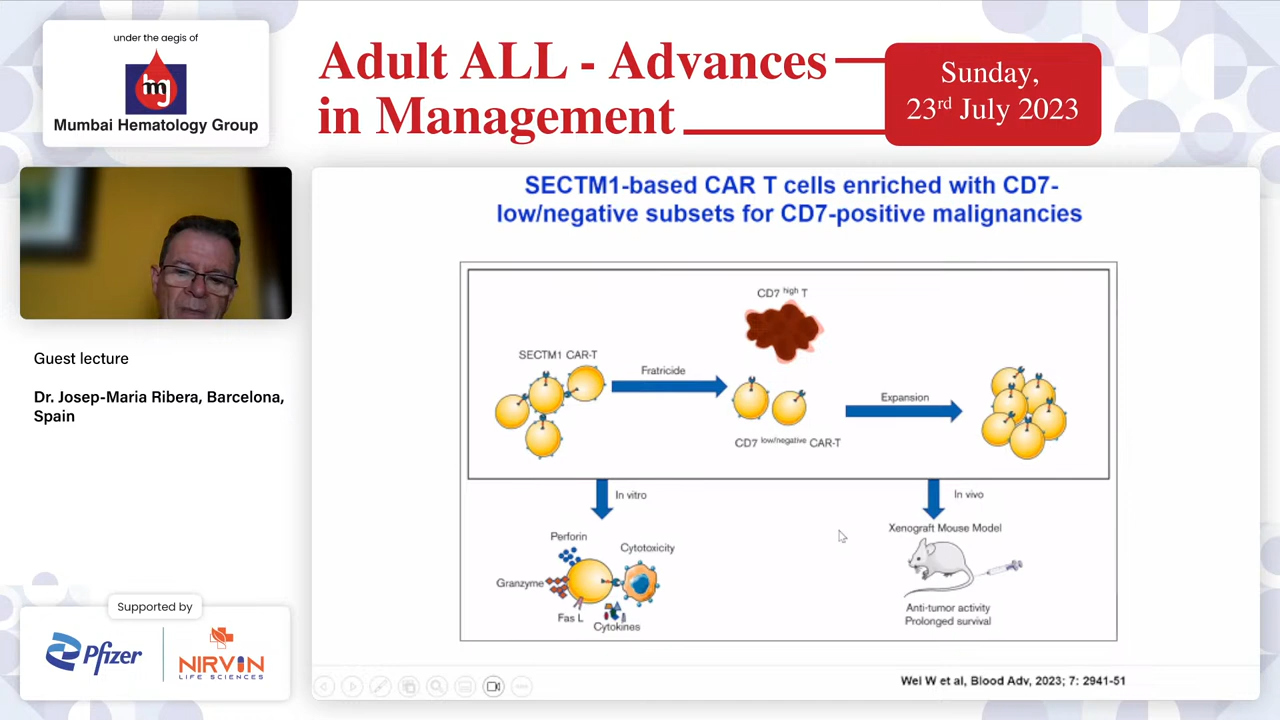 under the aegis of
mj
Mumbai Hematology Group
Adult ALL - Advances
in Management
Sunday,
23rd July 2023
Guest lecture
Dr. Josep-Maria Ribera, Barcelona,
Spain
Supported by
Pfizer
NIRVIN
LIFE SCIENCES
SECTM1-based CAR T cells enriched with CD7-
low/negative subsets for CD7-positive malignancies
CD7 high T
SECTM1 CAR-T
Fratricide
Expansion
CD7 low/negative CAR-T
In vitro
In vivo
Perforin
Cytotoxicity
Granzyme
Fas L
Cytokines
Xenograft Mouse Model
Anti-tumor activity
Prolonged survival
Wei W et al, Blood Adv, 2023; 7: 2941-51